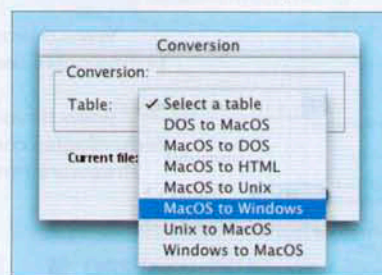 Conversion
Conversion:
Table:
✓ Select a table
DOS to MacOS
MacOS to DOS
MacOS to HTML
MacOS to Unix
MacOS to Windows
Unix to MacOS
Windows to MacOS
Current file: